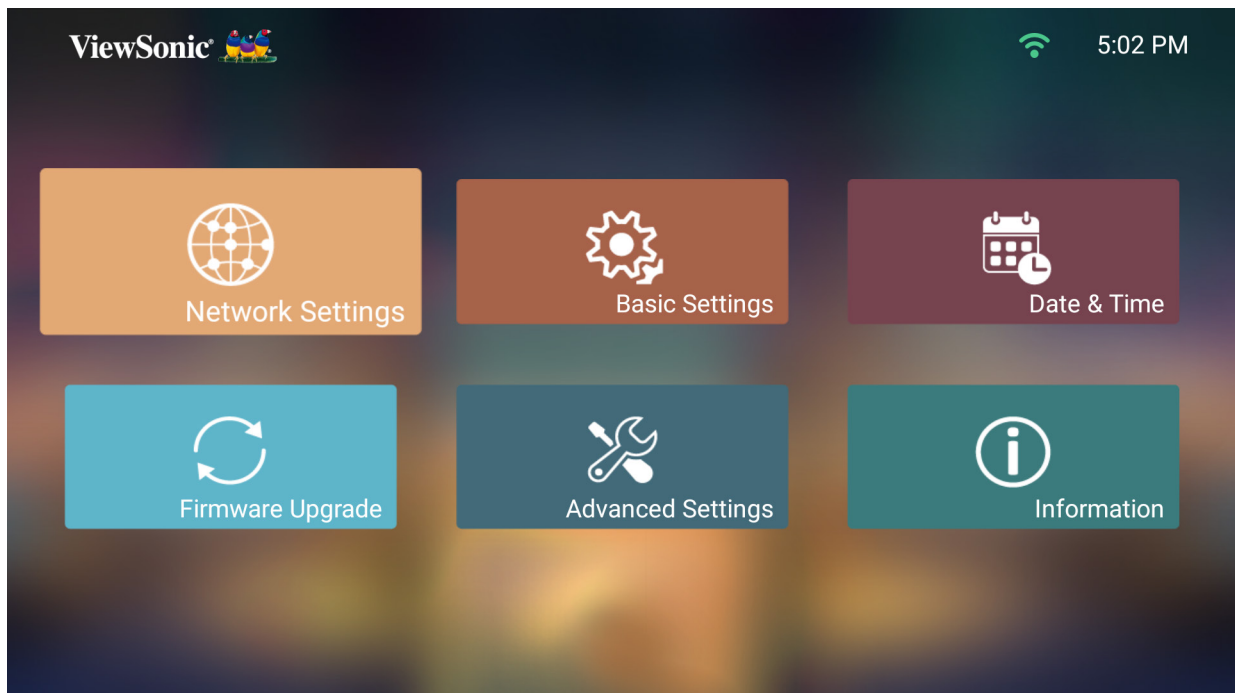 ViewSonic®
5:02 PM
Network Settings
Basic Settings
Date & Time
Firmware Upgrade
Advanced Settings
Information